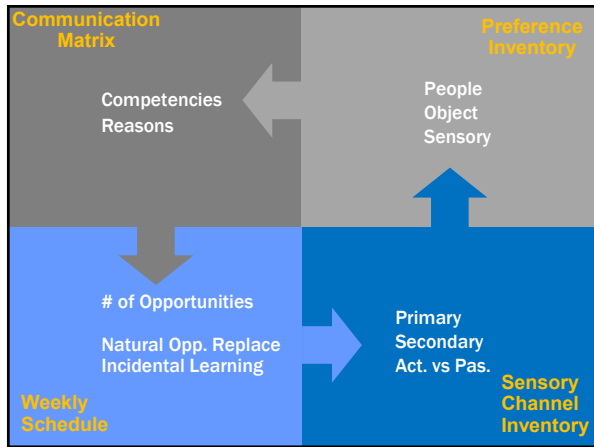 Communication
Matrix
Competencies
Reasons
Preference
Inventory
People
Object
Sensory
# of Opportunities
Natural Opp. Replace
Incidental Learning
Weekly
Schedule
Primary
Secondary
Act. vs Pas.
Sensory
Channel
Inventory